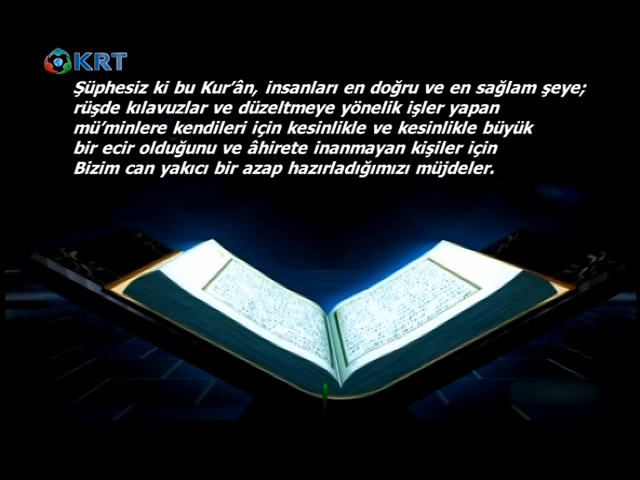 KRT
Şüphesiz ki bu Kur’ân, insanları en doğru ve en sağlam şeye;
rüşde kılavuzlar ve düzeltmeye yönelik işler yapan
mü’minlere kendileri için kesinlikle ve kesinlikle büyük
bir ecir olduğunu ve âhirete inanmayan kişiler için
Bizim can yakıcı bir azap hazırladığımızı müjdeler.